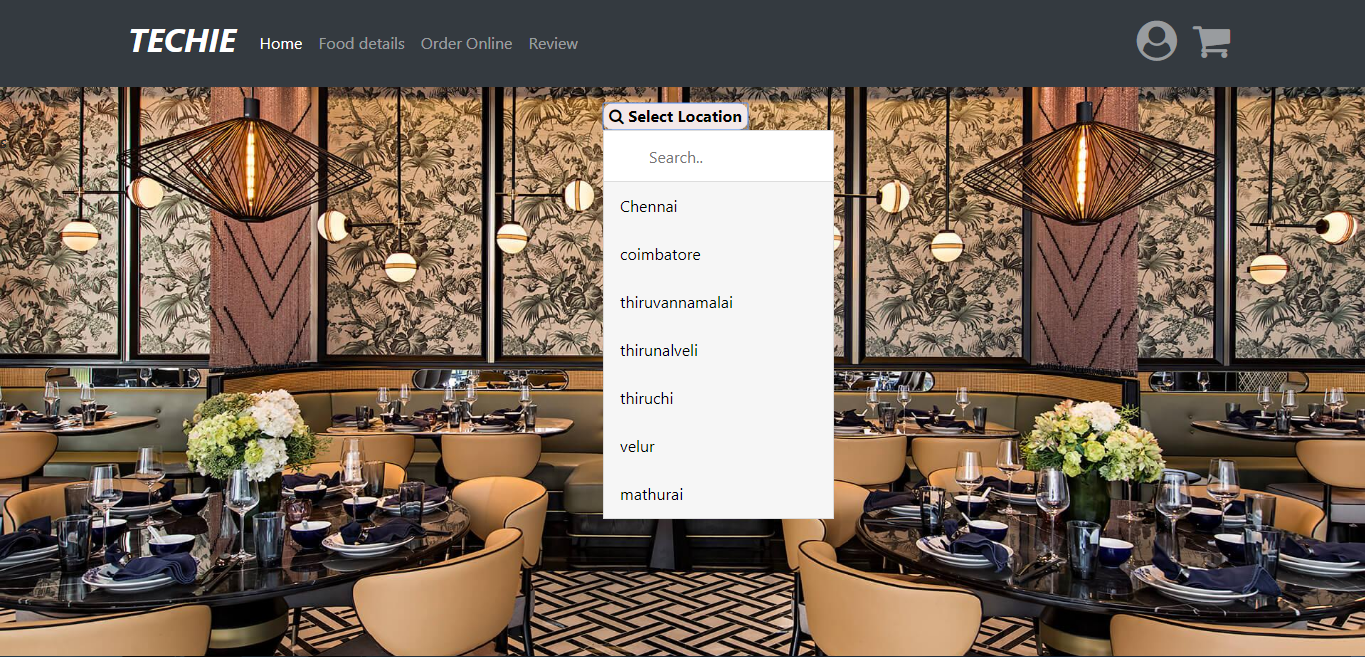 TECHIE Home Food details Order Online Review
Select Location
Search..
Chennai
coimbatore
thiruvannamalai
thirunalveli
thiruchi
velur
mathurai